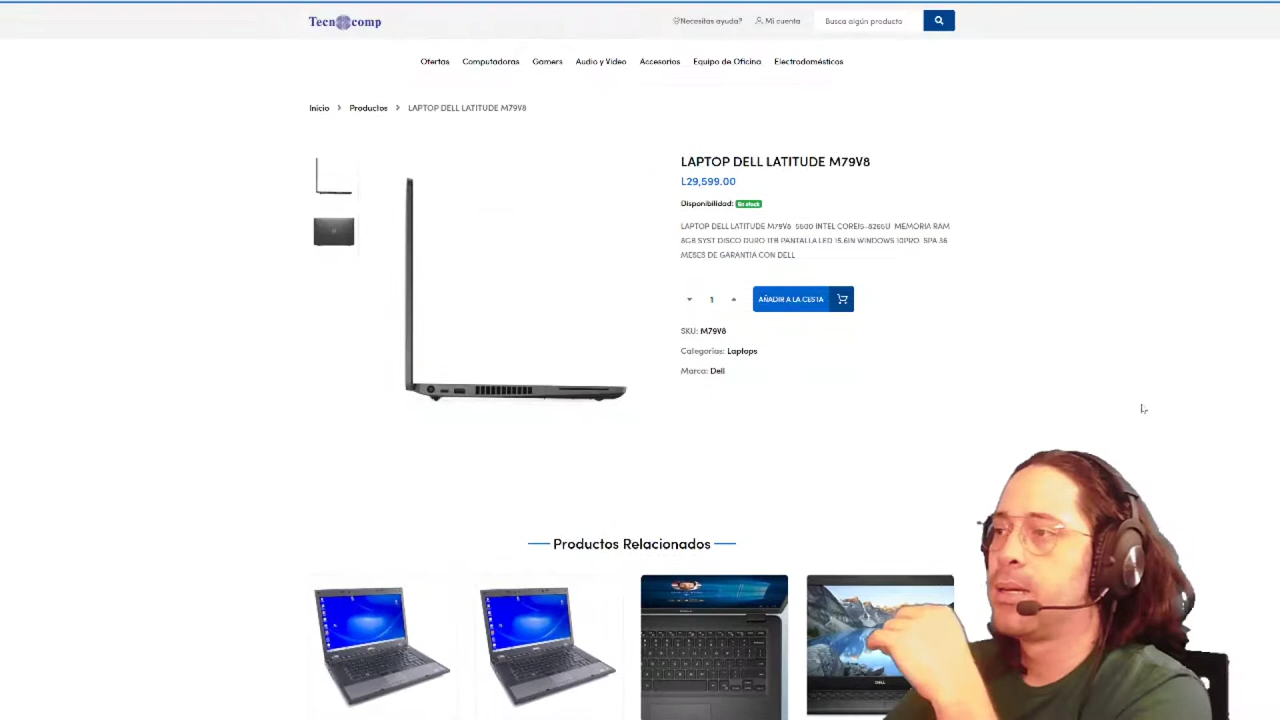 Tecnocomp
Necesitas ayuda?
Mi cuenta
Busca algún producto
Ofertas
Computadoras
Gamers
Audio y Video
Accesorios
Equipo de Oficina
Electrodomésticos
Inicio
Productos
LAPTOP DELL LATITUDE M79V8
LAPTOP DELL LATITUDE M79V8
L29,599.00
Disponibilidad: En stock
LAPTOP DELL LATITUDE M79V8 5500 INTEL COREI5-8265U MEMORIA RAM
8GB SYST DISCO DURO 1TB PANTALLA LED 15.6IN WINDOWS 10PRO. SPA 36
MESES DE GARANTIA CON DELL
1
AÑADIR A LA CESTA
SKU: M79V8
Categorías: Laptops
Marca: Dell
Productos Relacionados
DELL